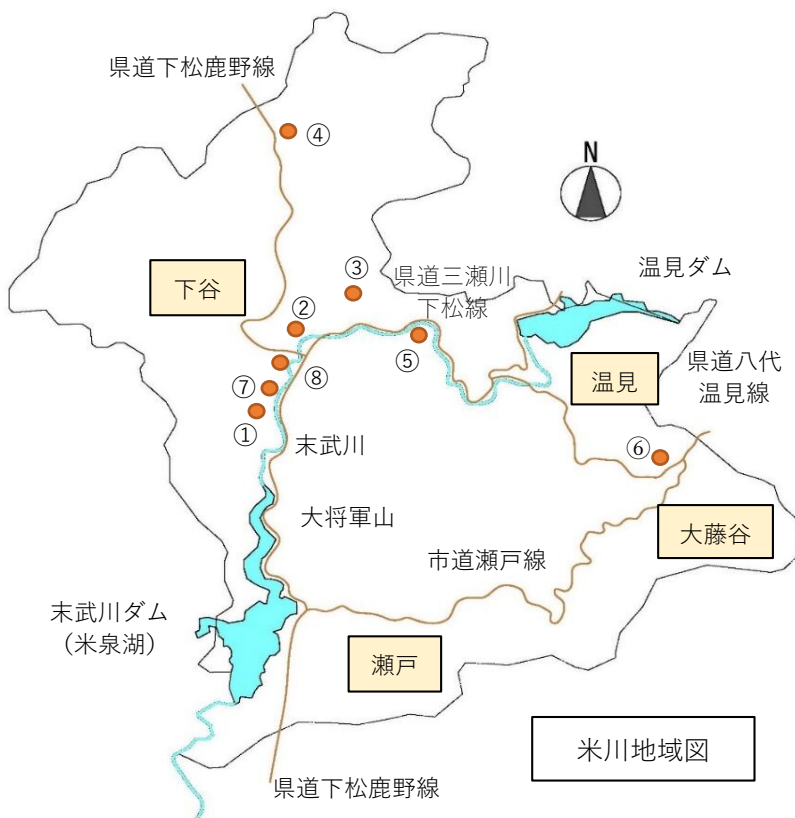 県道下松鹿野線
④
N
温見ダム
③
県道三瀬川
下松線
下谷
②
⑤
県道八代
温見線
温見
⑧
⑦
①
末武川
⑥
大将軍山
大藤谷
市道瀬戸線
末武川ダム
（米泉湖）
瀬戸
米川地域図
県道下松鹿野線